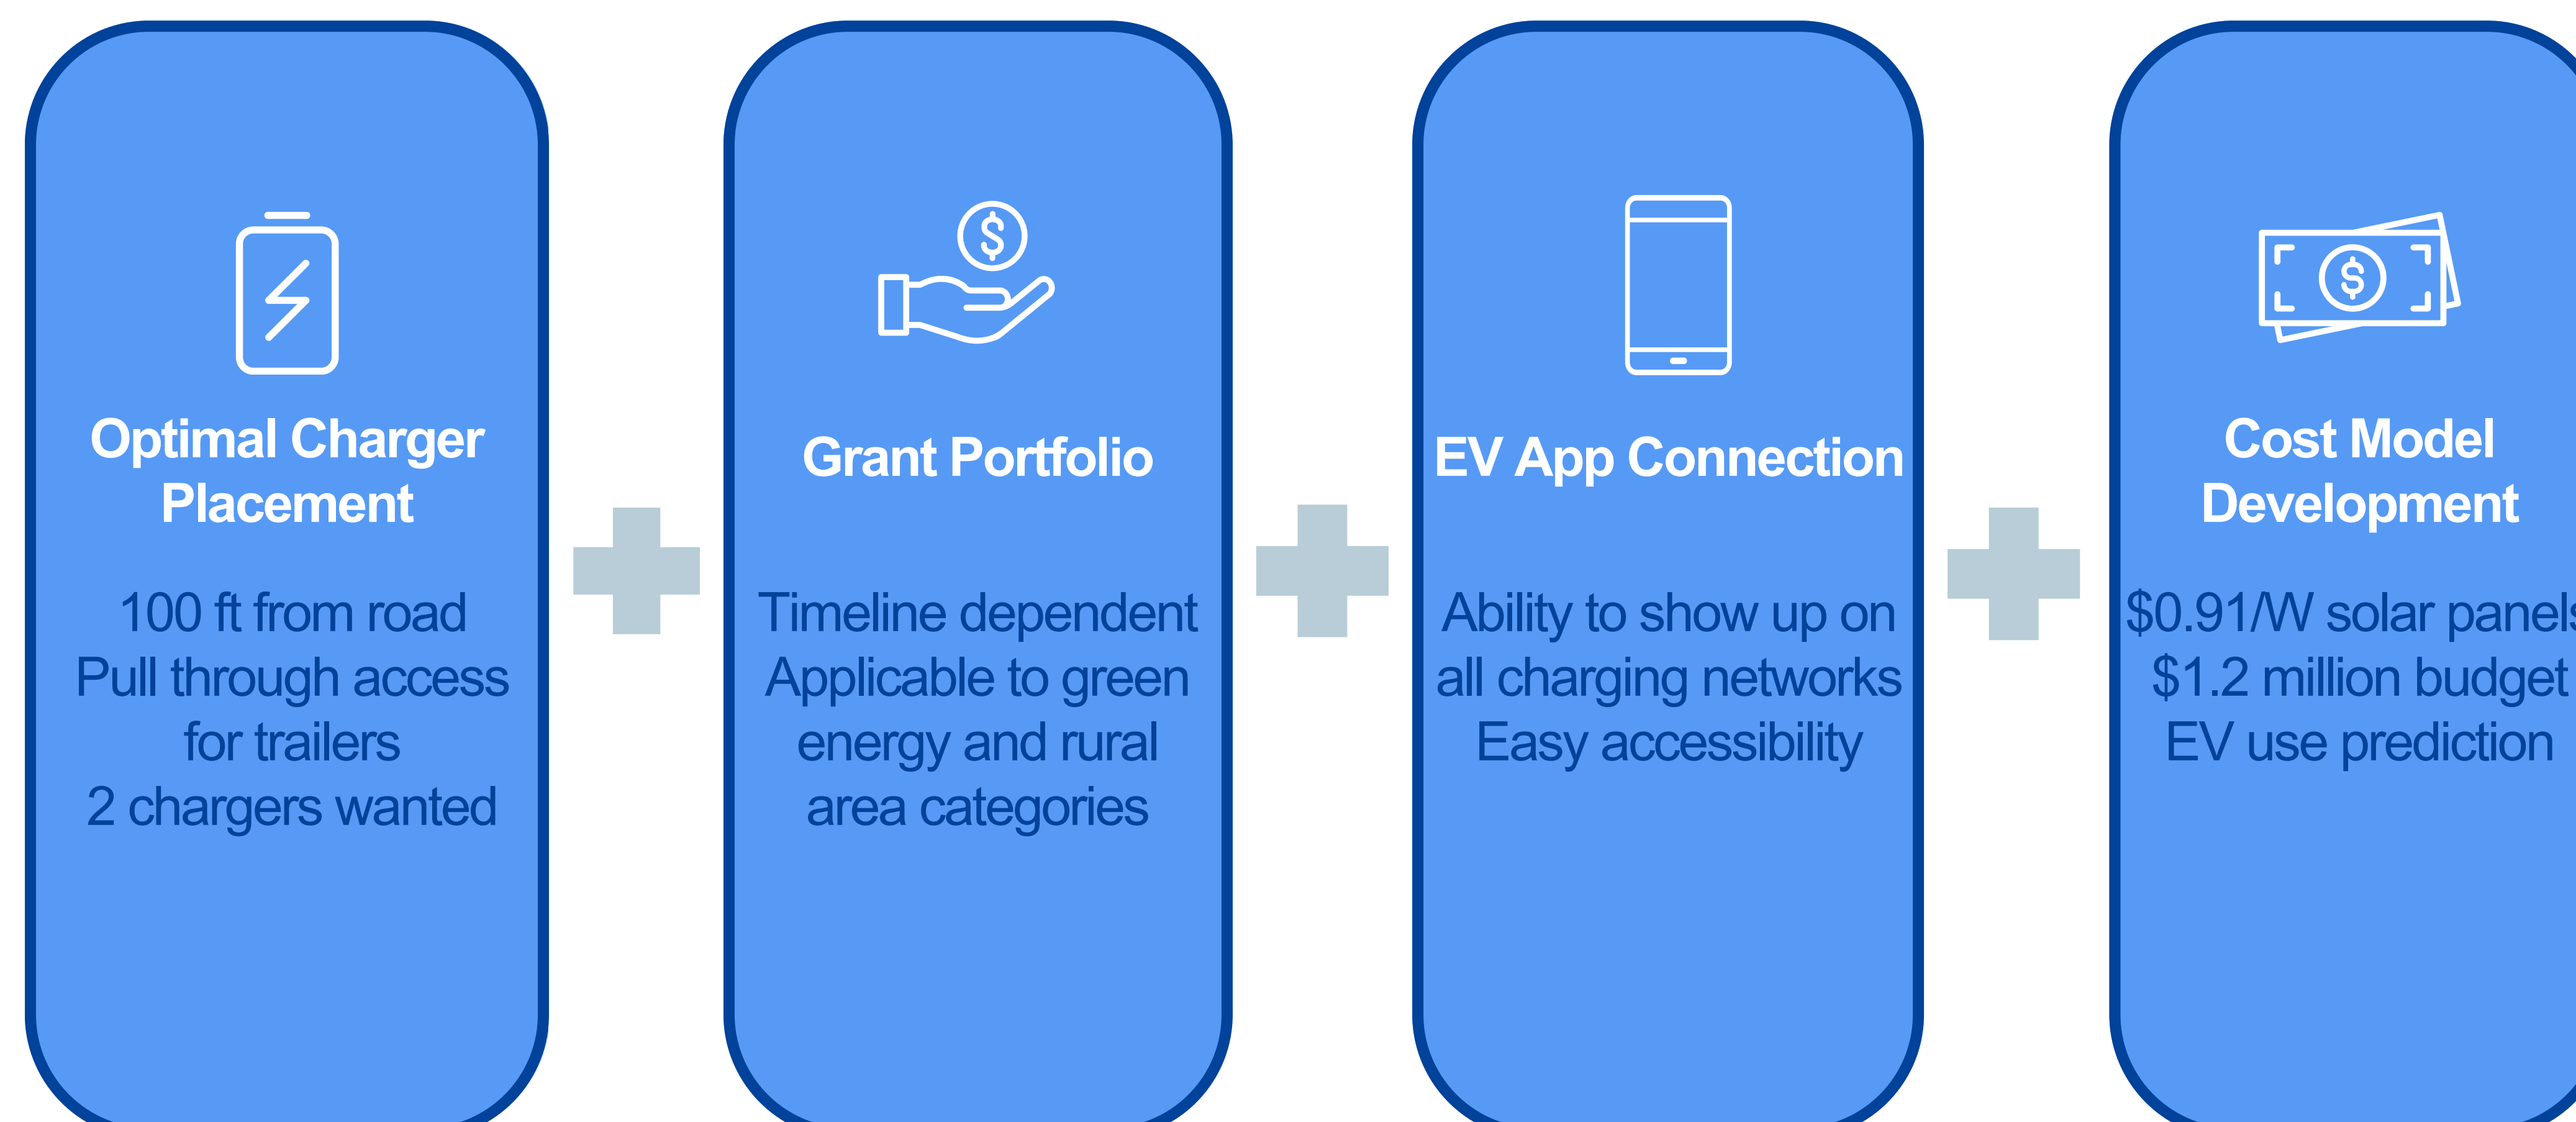 Optimal Charger
Placement
100 ft from road
Pull through access
for trailers
2 chargers wanted
Grant Portfolio
Timeline dependent
Applicable to green
energy and rural
area categories
EV App Connection
Ability to show up on
all charging networks
Easy accessibility
Cost Model
Development
$0.91/W solar panels
$1.2 million budget
EV use prediction